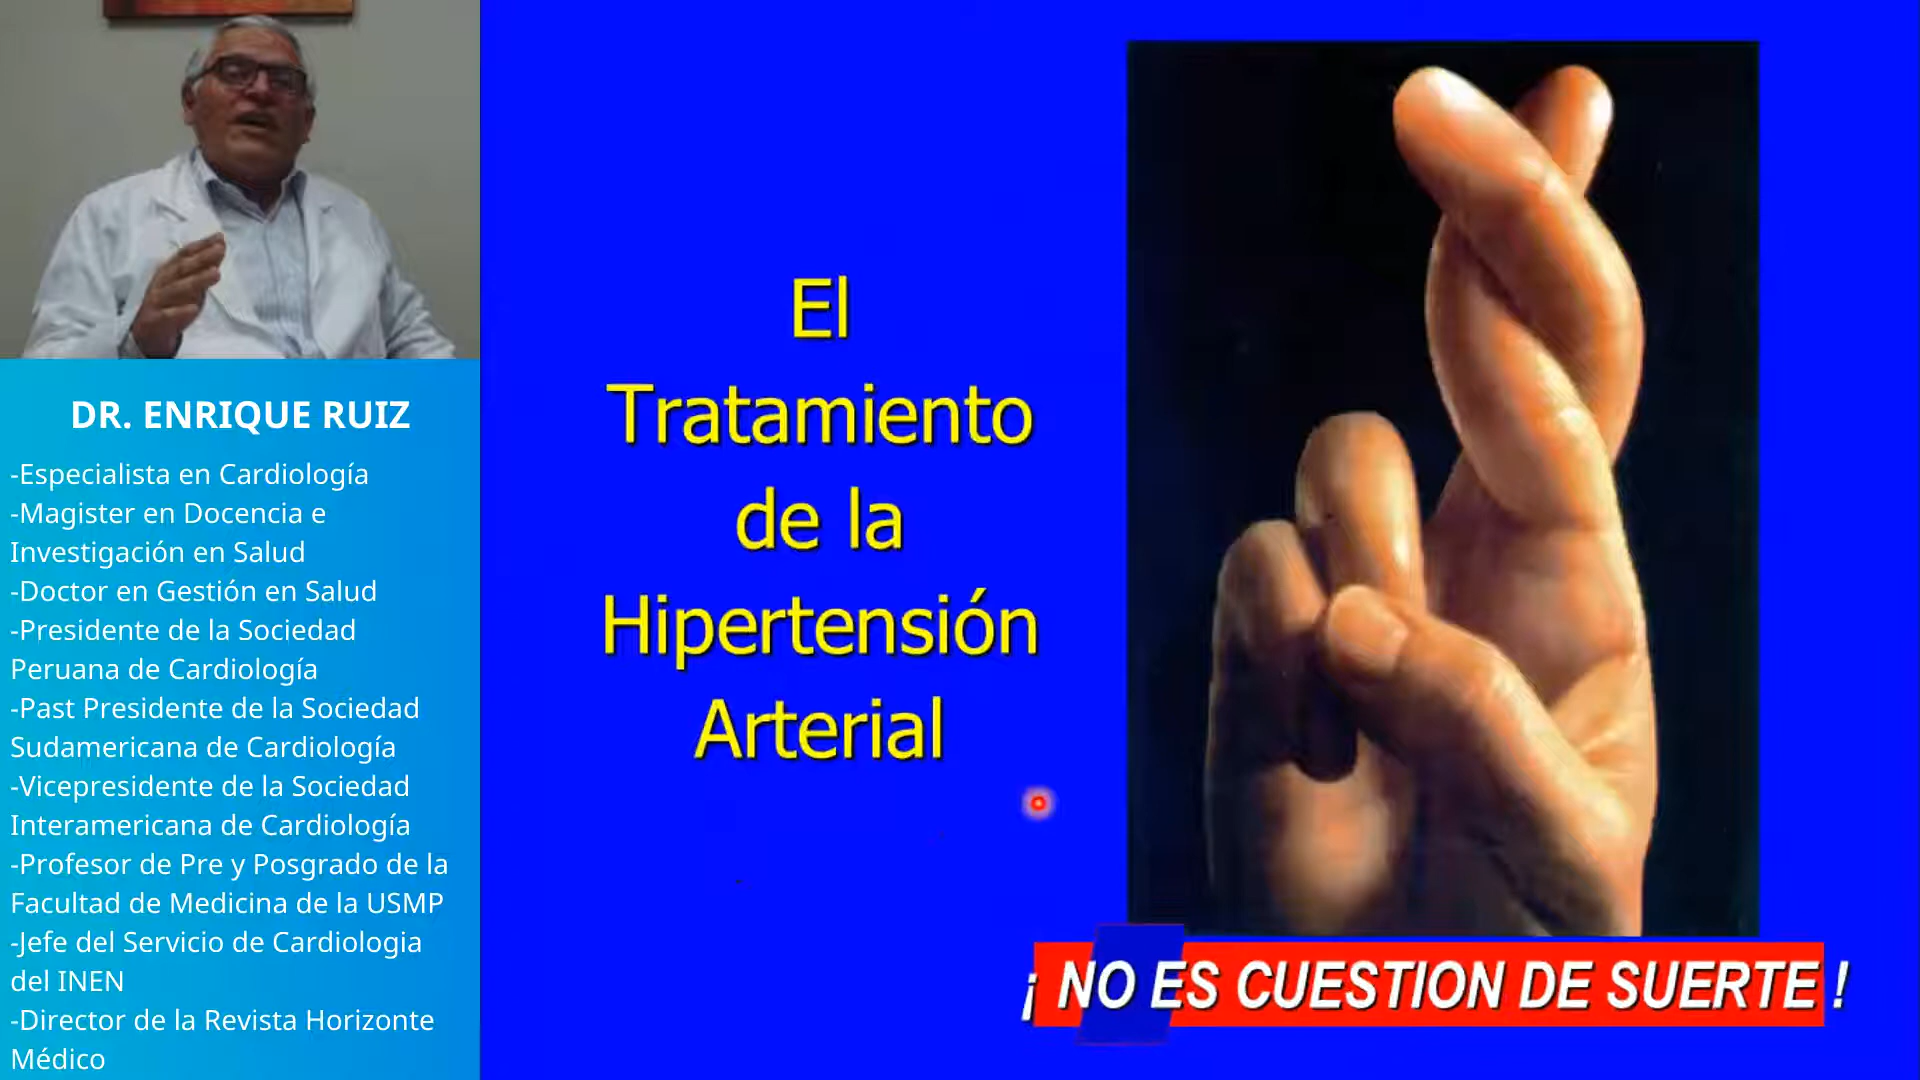 DR. ENRIQUE RUIZ
-Especialista en Cardiología
-Magister en Docencia e
Investigación en Salud
-Doctor en Gestión en Salud
-Presidente de la Sociedad
Peruana de Cardiología
-Past Presidente de la Sociedad
Sudamericana de Cardiología
-Vicepresidente de la Sociedad
Interamericana de Cardiología
-Profesor de Pre y Posgrado de la
Facultad de Medicina de la USMP
-Jefe del Servicio de Cardiologia
del INEN
-Director de la Revista Horizonte
Médico
El
Tratamiento
de la
Hipertensión
Arterial
¡ NO ES CUESTION DE SUERTE !